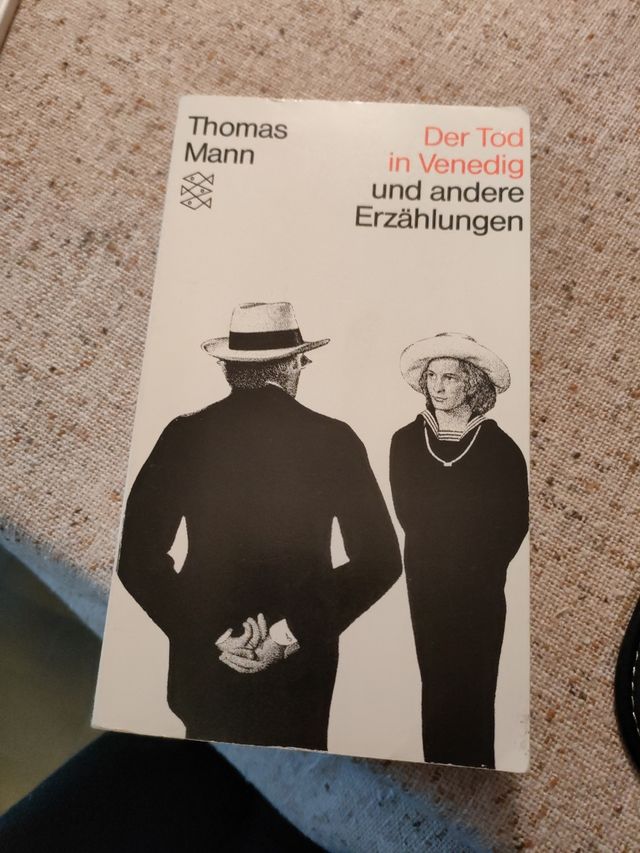 Thomas
Mann
Der Tod
in Venedig
und andere
Erzählungen